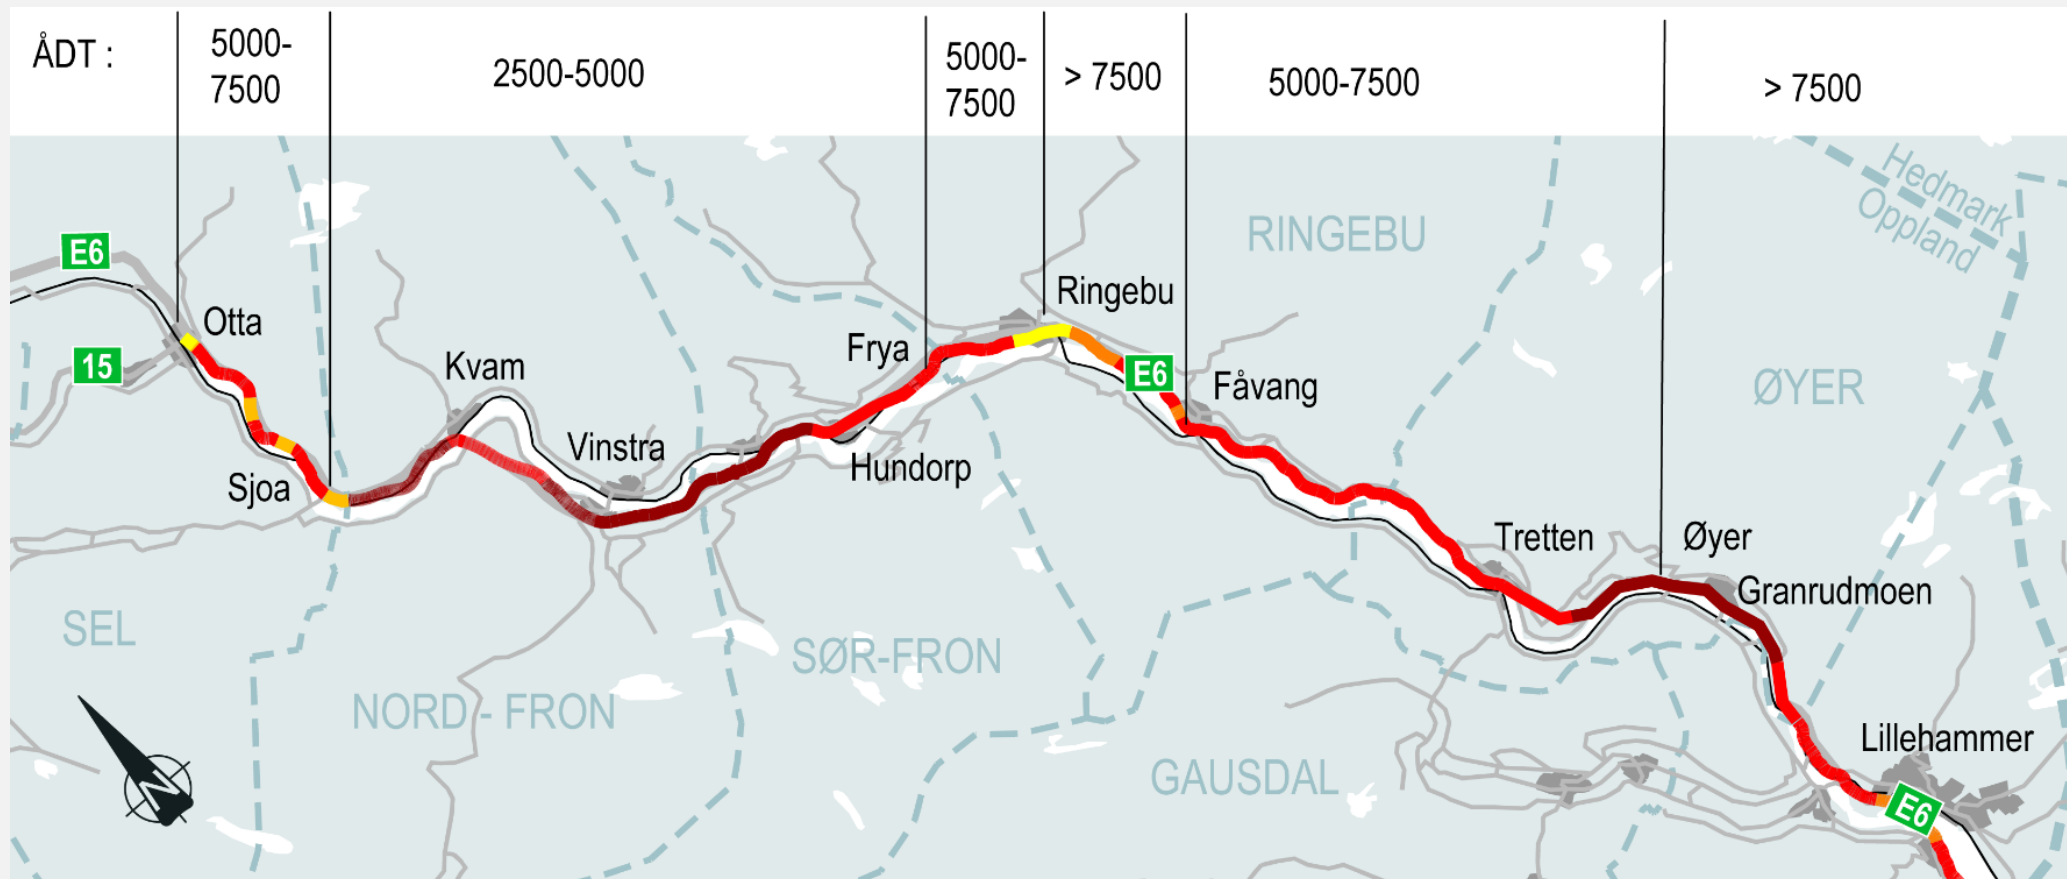 ÅDT :
5000-
7500
2500-5000
5000-
7500
> 7500
5000-7500
> 7500
Hedmark
Oppland
RINGEBU
E6
Ringebu
Otta
Frya
15
Kvam
E6
Fåvang
ØYER
Vinstra
Hundorp
Sjoa
Tretten
Øyer
Granrudmoen
SEL
SØR-FRON
NORD - FRON
Lillehammer
GAUSDAL
N
E6